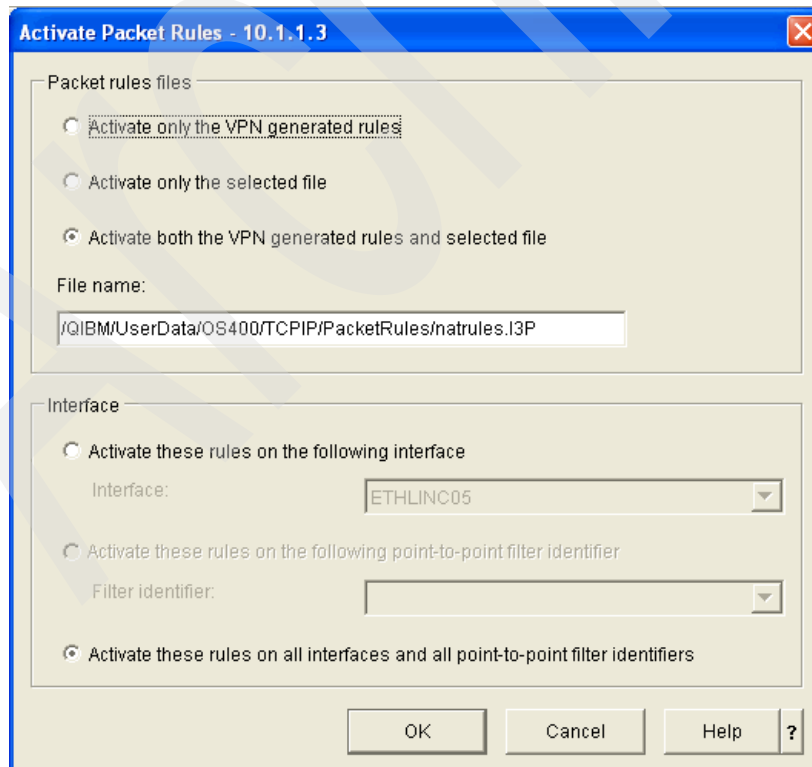 Activate Packet Rules - 10.1.1.3
Packet rules files
Activate only the VPN generated rules
Activate only the selected file
Activate both the VPN generated rules and selected file
File name:
/QIBM/UserData/OS400/TCPIP/PacketRules/natrules.I3P
Interface
Activate these rules on the following interface
Interface:
ETHLINC05
Activate these rules on the following point-to-point filter identifier
Filter identifier:
Activate these rules on all interfaces and all point-to-point filter identifiers
OK
Cancel
Help
?